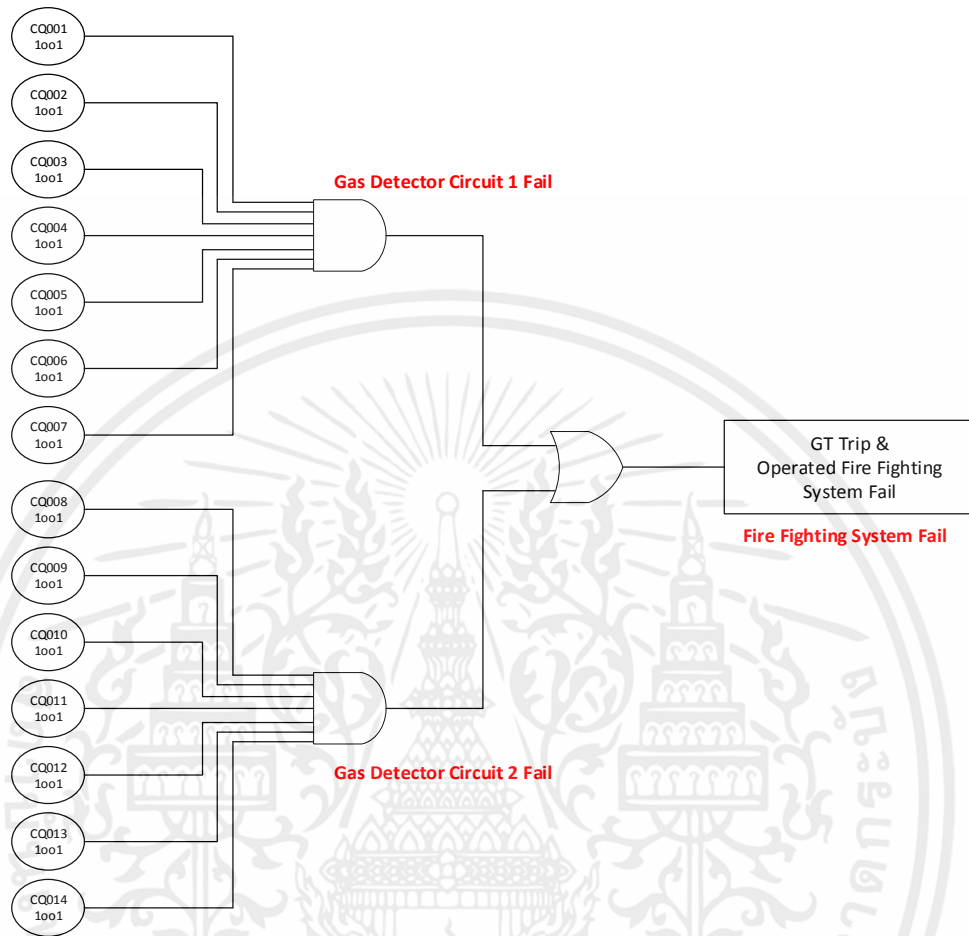 CQ001
1oo1
CQ002
1oo1
CQ003
1oo1
Gas Detector Circuit 1 Fail
CQ004
1oo1
CQ005
1oo1
CQ006
1oo1
CQ007
1oo1
GT Trip &
Operated Fire Fighting
System Fail
Fire Fighting System Fail
CQ008
1oo1
CQ009
1oo1
CQ010
1oo1
CQ011
1oo1
CQ012
1oo1
Gas Detector Circuit 2 Fail
CQ013
1oo1
CQ014
1oo1